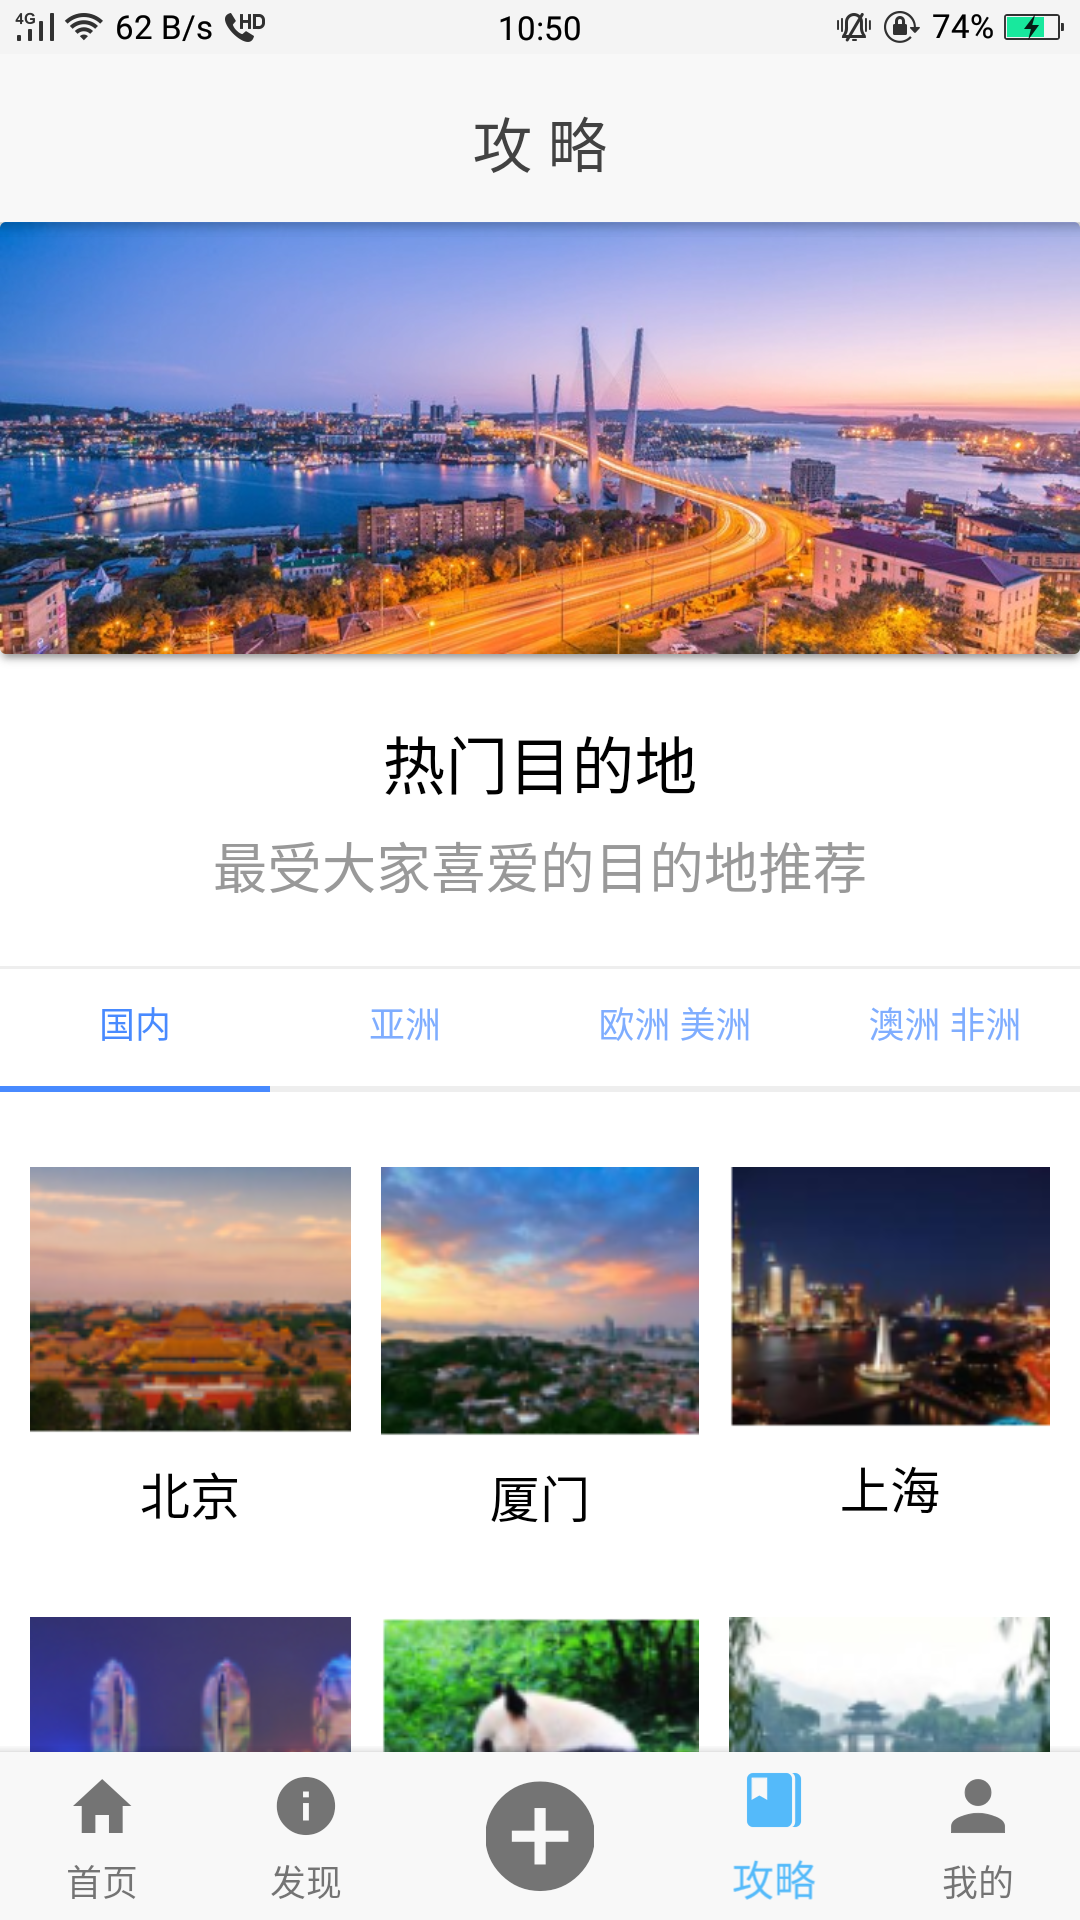 4G 62 B/s HD 10:50 74%
攻 略
热门目的地
最受大家喜爱的目的地推荐
国内 亚洲 欧洲 美洲 澳洲 非洲
北京 厦门 上海
首页 发现 攻略 我的